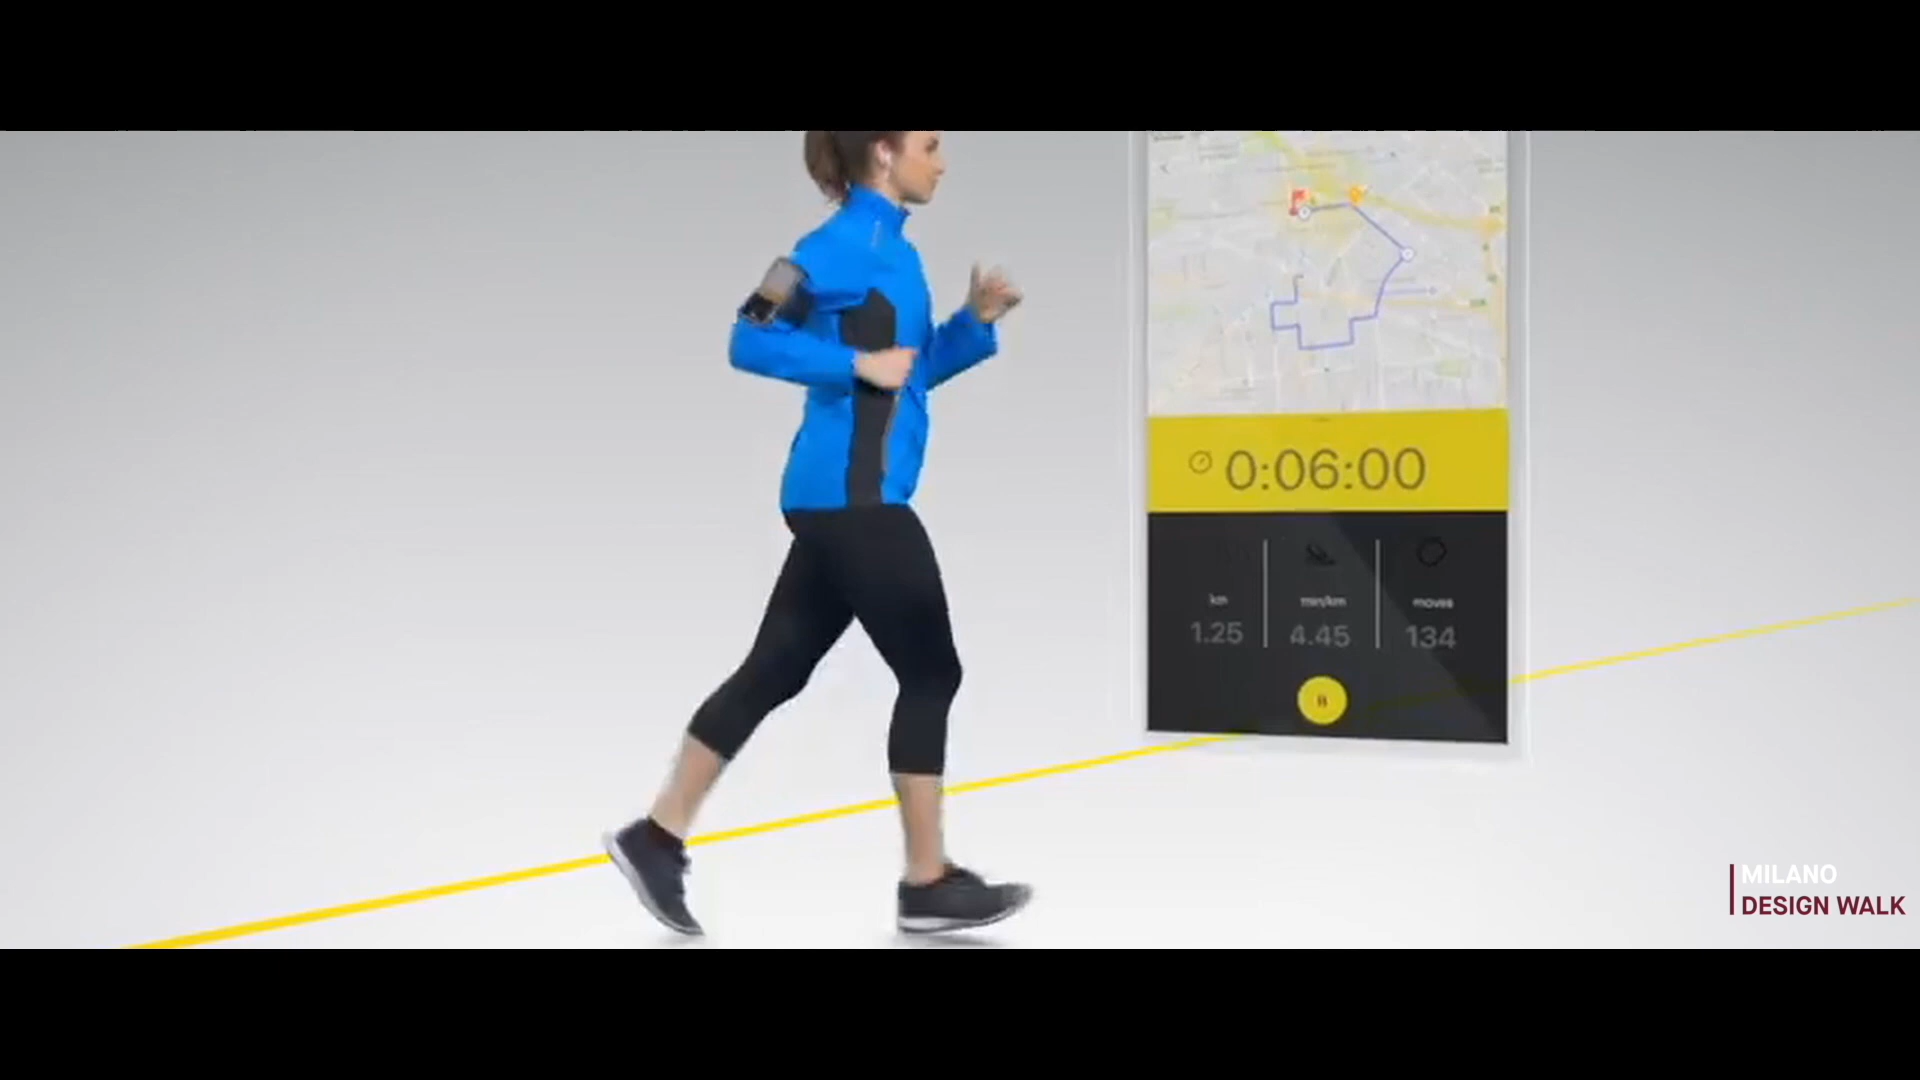 0:06:00
km
min/km
moves
1.25
4.45
134
MILANO
DESIGN WALK